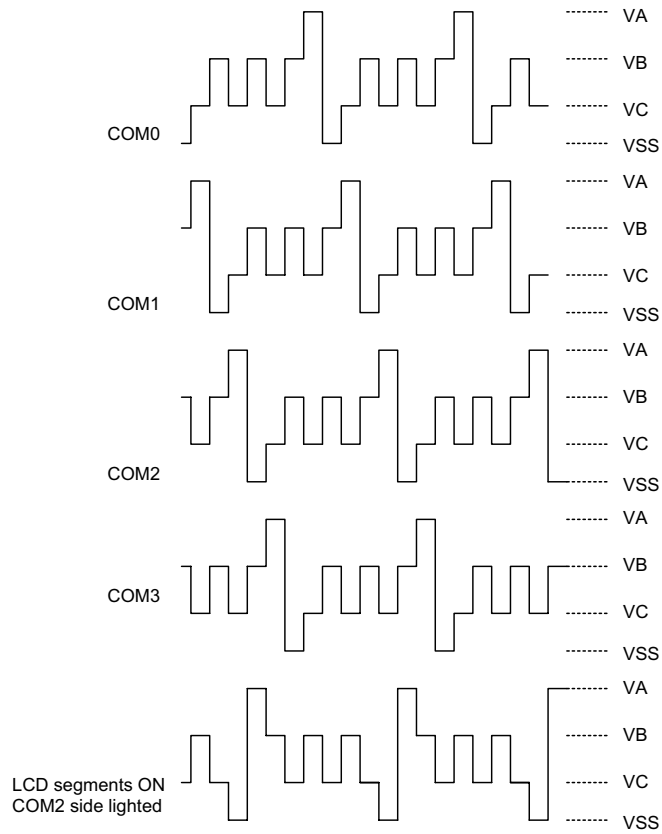 VA
VB
VC
COM0
VSS
VA
VB
VC
COM1
VSS
VA
VB
VC
COM2
VSS
VA
VB
COM3
VC
VSS
VA
VB
LCD segments ON
COM2 side lighted
VC
VSS